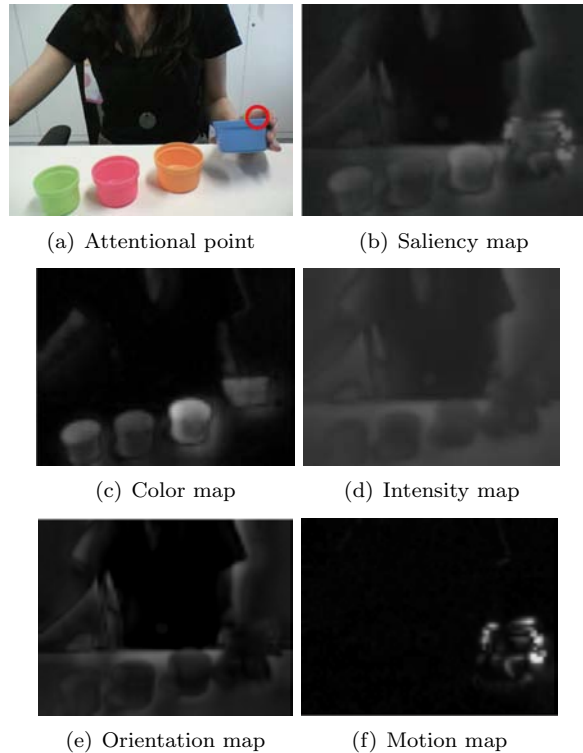 (a) Attentional point
(b) Saliency map
(c) Color map
(d) Intensity map
(e) Orientation map
(f) Motion map